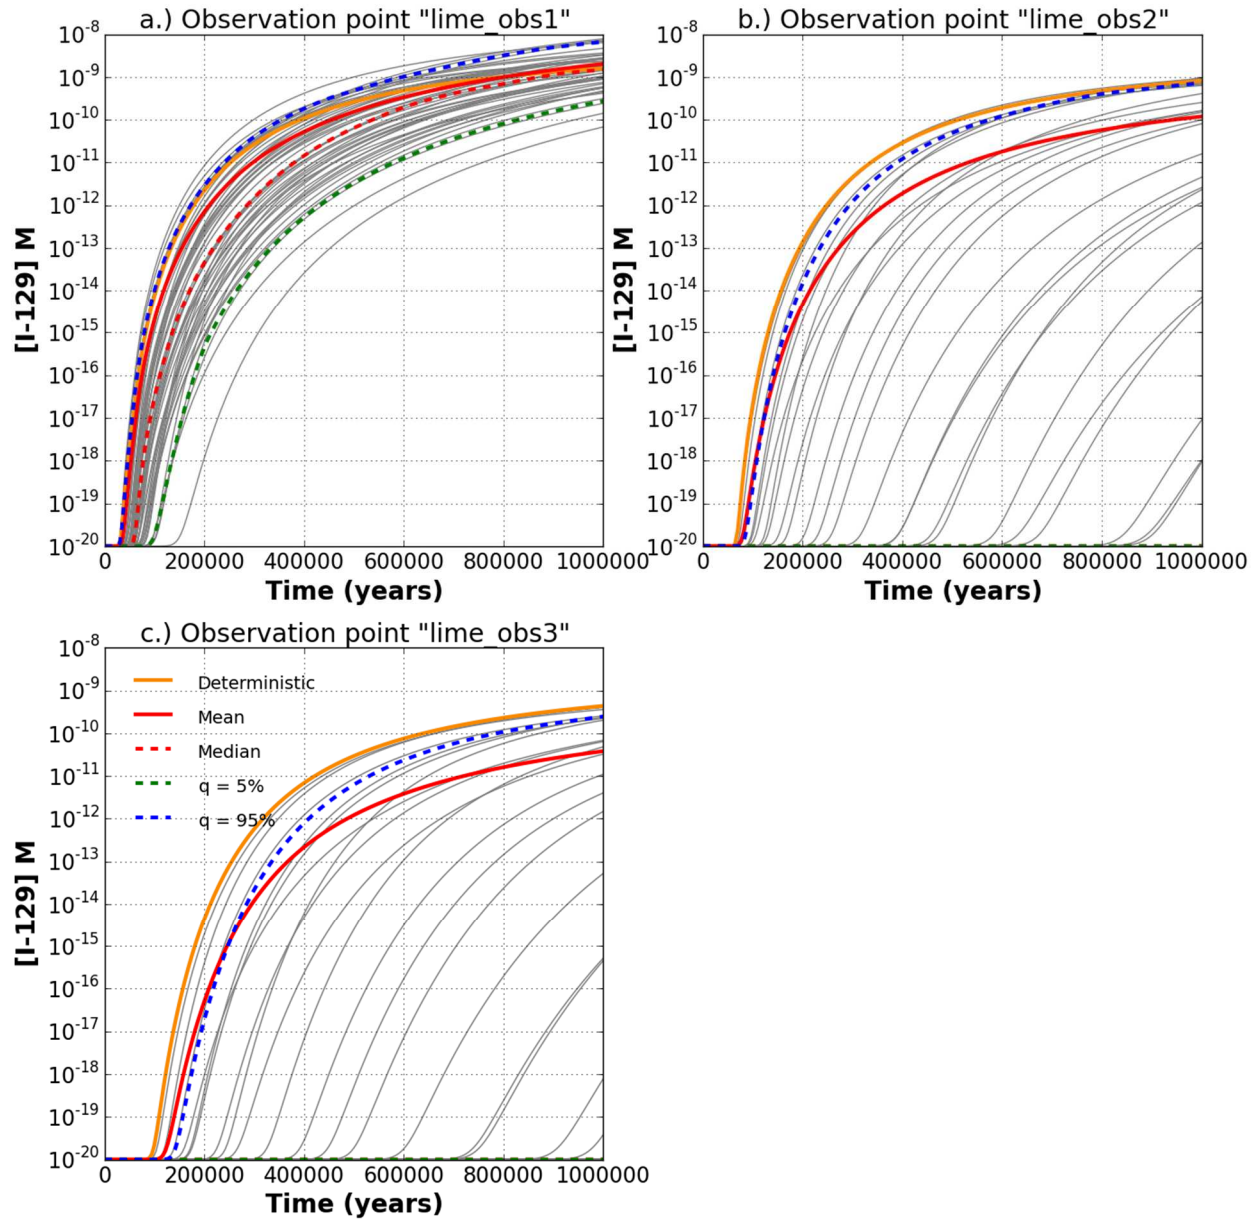 a.) Observation point "lime_obs1"
10^-8
10^-9
10^-10
10^-11
10^-12
10^-13
10^-14
10^-15
10^-16
10^-17
10^-18
10^-19
10^-20
[I-129] M
0 200000 400000 600000 800000 1000000
Time (years)
b.) Observation point "lime_obs2"
10^-8
10^-9
10^-10
10^-11
10^-12
10^-13
10^-14
10^-15
10^-16
10^-17
10^-18
10^-19
10^-20
[I-129] M
0 200000 400000 600000 800000 1000000
Time (years)
c.) Observation point "lime_obs3"
10^-8
10^-9
10^-10
10^-11
10^-12
10^-13
10^-14
10^-15
10^-16
10^-17
10^-18
10^-19
10^-20
[I-129] M
Deterministic
Mean
Median
q = 5%
q = 95%
0 200000 400000 600000 800000 1000000
Time (years)